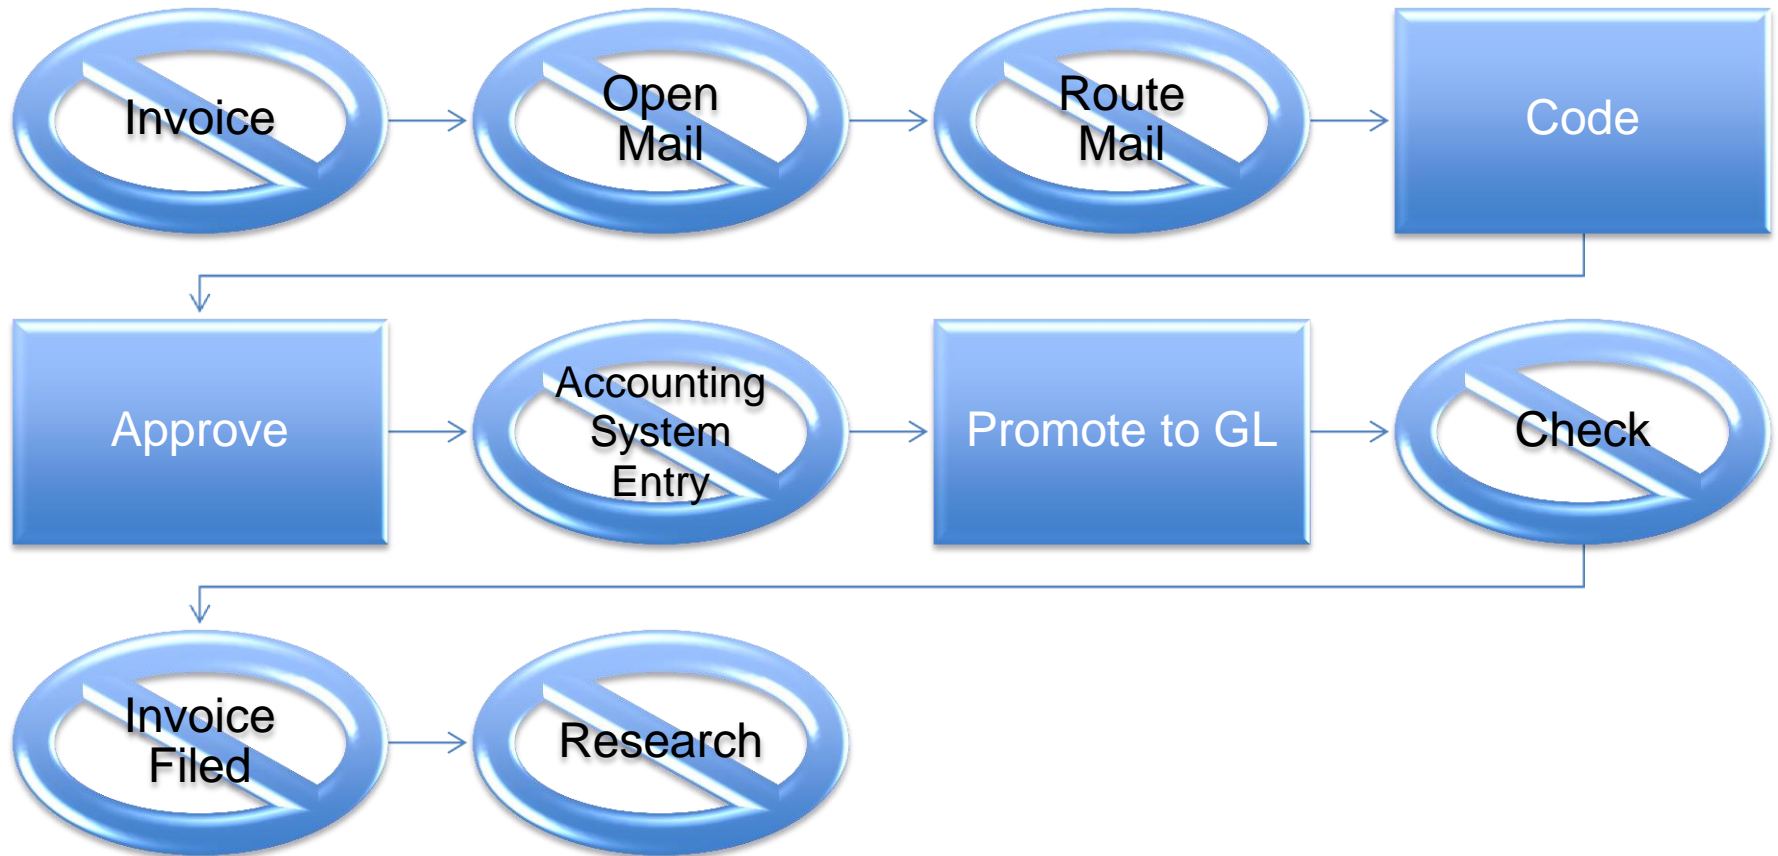 Invoice
Open
Mail
Route
Mail
Code
Approve
Accounting
System
Entry
Promote to GL
Check
Invoice
Filed
Research